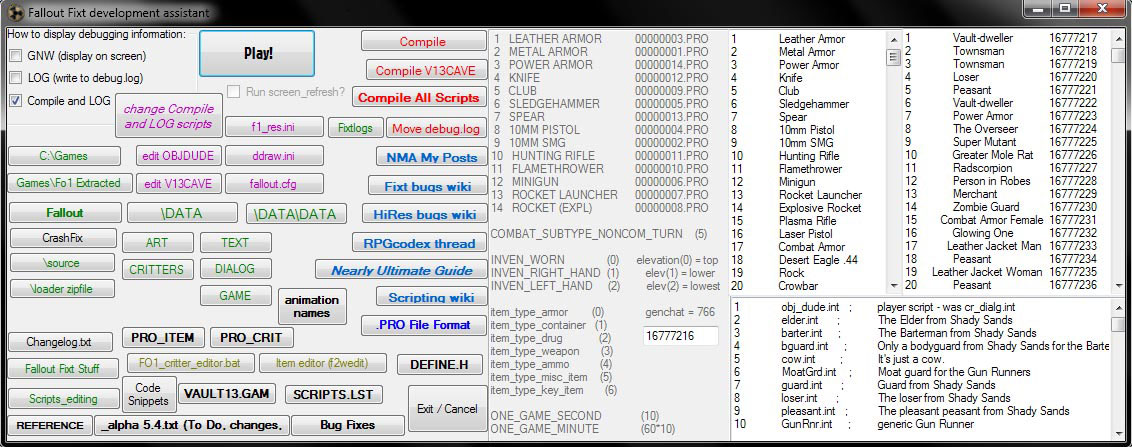 Fallout Fixt development assistant
How to display debugging information:
GNW (display on screen)
LOG (write to debug.log)
Compile and LOG
Play!
Run screen_refresh?
change Compile
and LOG scripts
Compile
Compile V13CAVE
Compile All Scripts
f1_res.ini
Fixtlogs
Move debug.log
C:\Games
edit OBJDUDE
ddraw.ini
NMA My Posts
Games\Fo1 Extracted
edit V13CAVE
fallout.cfg
Fixt bugs wiki
Fallout
\DATA
\DATA\DATA
HiRes bugs wiki
CrashFix
ART
TEXT
RPGcodex thread
\source
CRITTERS
DIALOG
Nearly Ultimate Guide
\loader zipfile
GAME
animation
names
Scripting wiki
.PRO File Format
Changelog.txt
PRO_ITEM
PRO_CRIT
Fallout Fixt Stuff
FO1_critter_editor.bat
Item editor (f2wedit)
DEFINE.H
Scripts_editing
Code
Snippets
VAULT13.GAM
SCRIPTS.LST
Exit / Cancel
REFERENCE
_alpha 5.4.txt (To Do, changes,
Bug Fixes
1 LEATHER ARMOR 00000003.PRO
2 METAL ARMOR 00000001.PRO
3 POWER ARMOR 00000014.PRO
4 KNIFE 00000012.PRO
5 CLUB 00000009.PRO
6 SLEDGEHAMMER 00000005.PRO
7 SPEAR 00000013.PRO
8 10MM PISTOL 00000004.PRO
9 10MM SMG 00000002.PRO
10 HUNTING RIFLE 00000011.PRO
11 FLAMETHROWER 00000010.PRO
12 MINIGUN 00000006.PRO
13 ROCKET LAUNCHER 00000007.PRO
14 ROCKET (EXPL) 00000008.PRO
COMBAT_SUBTYPE_NONCOM_TURN (5)
INVEN_WORN (0) elevation(0) = top
INVEN_RIGHT_HAND (1) elev(1) = lower
INVEN_LEFT_HAND (2) elev(2) = lowest
item_type_armor (0) genchat = 766
item_type_container (1)
item_type_drug (2)
16777216
item_type_weapon (3)
item_type_ammo (4)
item_type_misc_item (5)
item_type_key_item (6)
ONE_GAME_SECOND (10)
ONE_GAME_MINUTE (60*10)
1 Leather Armor
2 Metal Armor
3 Power Armor
4 Knife
5 Club
6 Sledgehammer
7 Spear
8 10mm Pistol
9 10mm SMG
10 Hunting Rifle
11 Flamethrower
12 Minigun
13 Rocket Launcher
14 Explosive Rocket
15 Plasma Rifle
16 Laser Pistol
17 Combat Armor
18 Desert Eagle .44
19 Rock
20 Crowbar
1 Vault-dweller 16777217
2 Townsman 16777218
3 Townsman 16777219
4 Loser 16777220
5 Peasant 16777221
6 Vault-dweller 16777222
7 Power Armor 16777223
8 The Overseer 16777224
9 Super Mutant 16777225
10 Greater Mole Rat 16777226
11 Radscorpion 16777227
12 Person in Robes 16777228
13 Merchant 16777229
14 Zombie Guard 16777230
15 Combat Amor Female 16777231
16 Glowing One 16777232
17 Leather Jacket Man 16777233
18 Peasant 16777234
19 Leather Jacket Woman 16777235
20 Peasant 16777236
1 obj_dude.int ; player script - was cr_dialg.int
2 elder.int ; The Elder from Shady Sands
3 barter.int ; The Barterman from Shady Sands
4 bguard.int ; Only a bodyguard from Shady Sands for the Barte
5 cow.int ; It's just a cow.
6 MoatGrd.int ; Moat guard for the Gun Runners
7 guard.int ; Guard from Shady Sands
8 loser.int ; The loser from Shady Sands
9 pleasant.int ; The pleasant peasant from Shady Sands
10 GunRnr.int ; generic Gun Runner